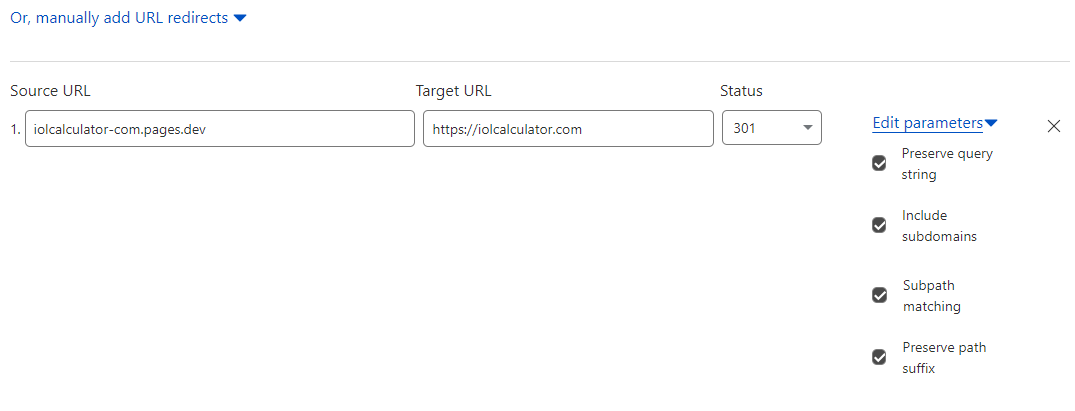 Or, manually add URL redirects
Source URL
Target URL
Status
1.
iolcalculator-com.pages.dev
https://iolcalculator.com
301
Edit parameters
Preserve query
string
Include
subdomains
Subpath
matching
Preserve path
suffix